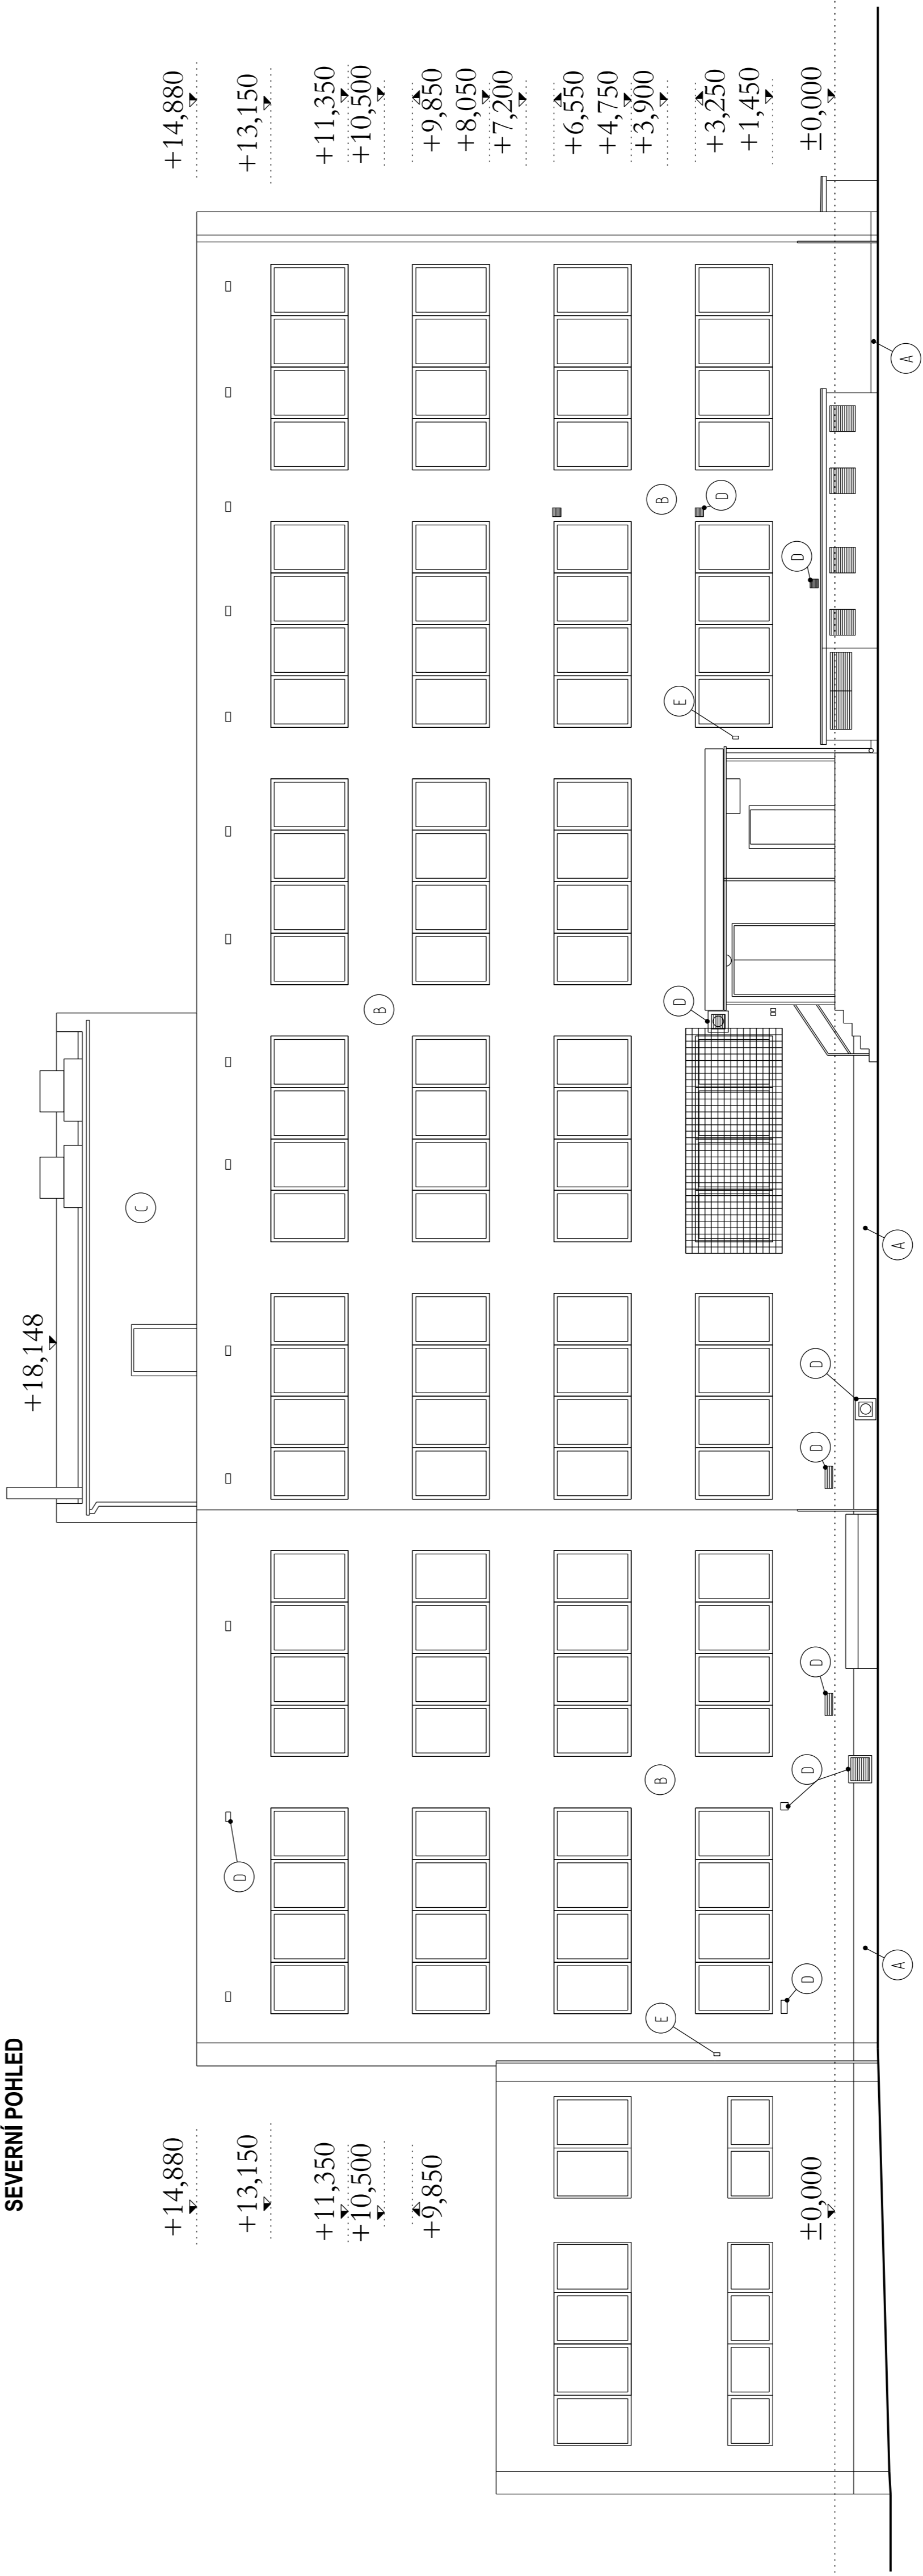 SEVERNÍ POHLED
+18,148
C
+14,880
+14,880
+13,150
D
+13,150
+11,350
+11,350
+10,500
B
+10,500
+9,850
+9,850
+8,050
+7,200
+6,550
+4,750
+3,900
E
B
B
D
E
D
+3,250
+1,450
D
D
D
D
D
D
±0,000
±0,000
A
A
A